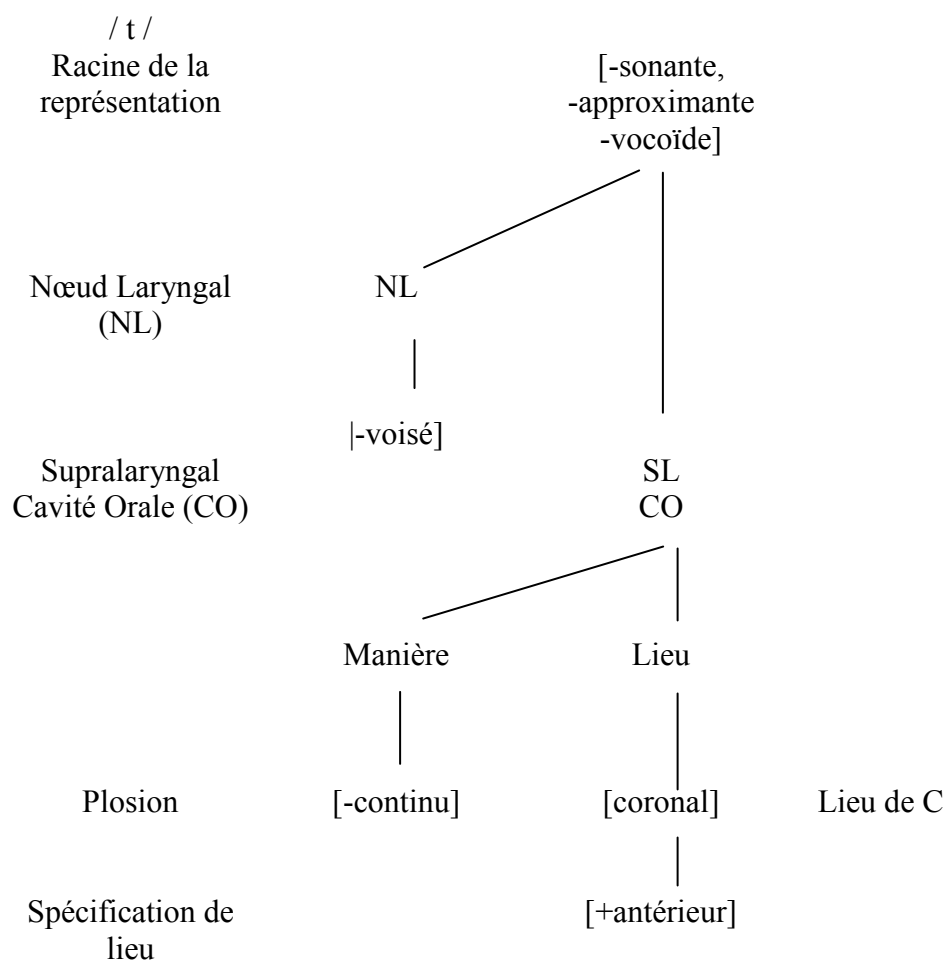 / t /
Racine de la
représentation
[-sonante,
-approximante
-vocoïde]
Nœud Laryngal
(NL)
NL
|-voisé]
Supralaryngal
Cavité Orale (CO)
SL
CO
Manière
Lieu
Plosion
[-continu]
[coronal]
Lieu de C
Spécification de
lieu
[+antérieur]